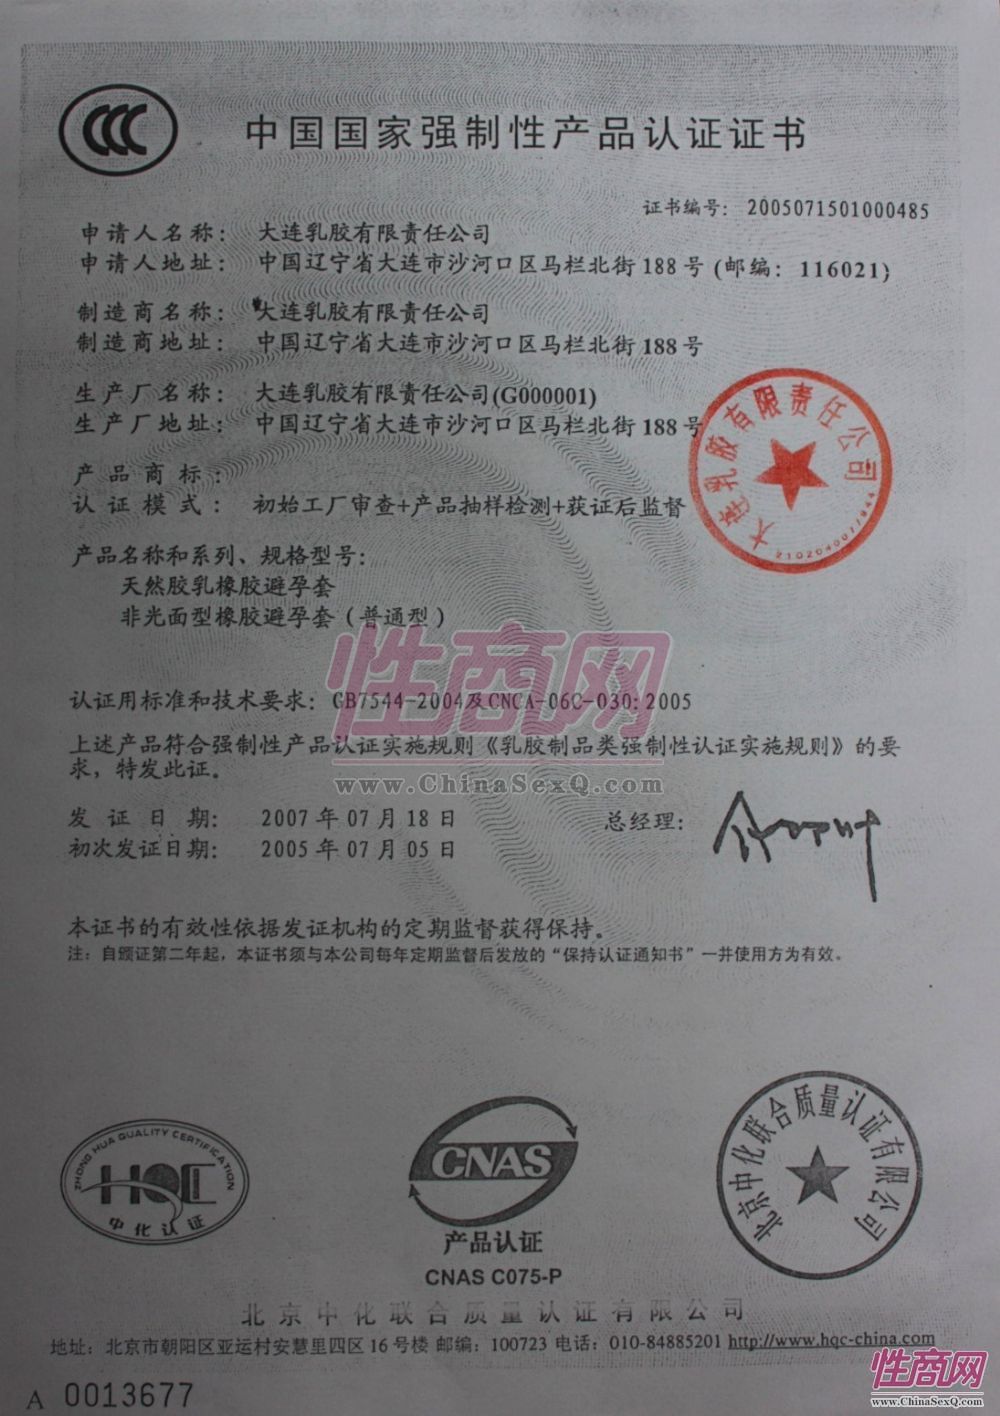 中国国家强制性产品认证证书
证书编号: 2005071501000485
申请人名称: 大连乳胶有限责任公司
申请人地址: 中国辽宁省大连市沙河口区马栏北街188号 (邮编: 116021)
制造商名称: 大连乳胶有限责任公司
制造商地址: 中国辽宁省大连市沙河口区马栏北街188号
生产厂名称: 大连乳胶有限责任公司(G000001)
生产厂地址: 中国辽宁省大连市沙河口区马栏北街188号
大连乳胶有限责任公司
产品商标:
认证模式: 初始工厂审查+产品抽样检测+获证后监督
产品名称和系列、规格型号:
天然胶乳橡胶避孕套
非光面型橡胶避孕套(普通型)
性商网
www.ChinaSexQ.com
认证用标准和技术要求: GB7544-2004及CNCA-06C-030: 2005
上述产品符合强制性产品认证实施规则《乳胶制品类强制性认证实施规则》的要
求, 特发此证。
发证日期: 2007年07月18日 总经理:
初次发证日期: 2005年07月05日
本证书的有效性依据发证机构的定期监督获得保持。
注: 自颁证第二年起, 本证书须与本公司每年定期监督后发放的“保持认证通知书”一并使用方为有效。
ZHONG HUA QUALITY CERTIFICATION
HQC
中化认证
CNAS
产品认证
CNAS C075-P
北京中化联合质量认证有限公司
北京中化联合质量认证有限公司
地址: 北京市朝阳区亚运村安慧里四区16号楼 邮编: 100723 电话: 010-84885201 http://www.hqc-china.com
A 0013677
性商网
www.ChinaSexQ.com